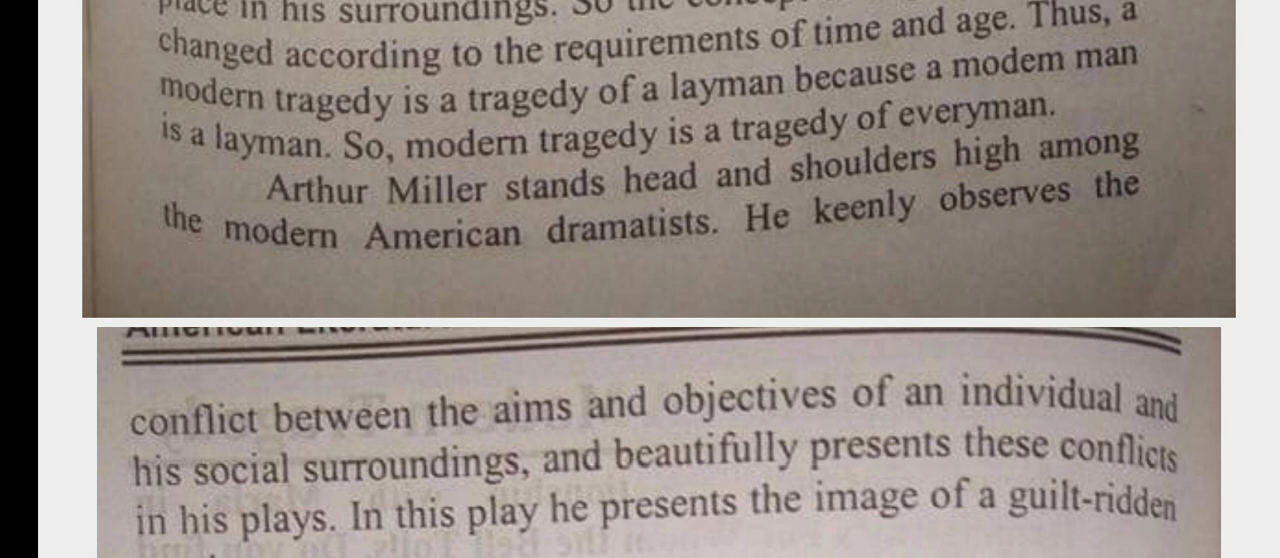 place in his surroundings. So the
changed according to the requirements of time and age. Thus, a
modern tragedy is a tragedy of a layman because a modem man
is a layman. So, modern tragedy is a tragedy of everyman.
Arthur Miller stands head and shoulders high among
the modern American dramatists. He keenly observes the
American
conflict between the aims and objectives of an individual and
his social surroundings, and beautifully presents these conflicts
in his plays. In this play he presents the image of a guilt-ridden